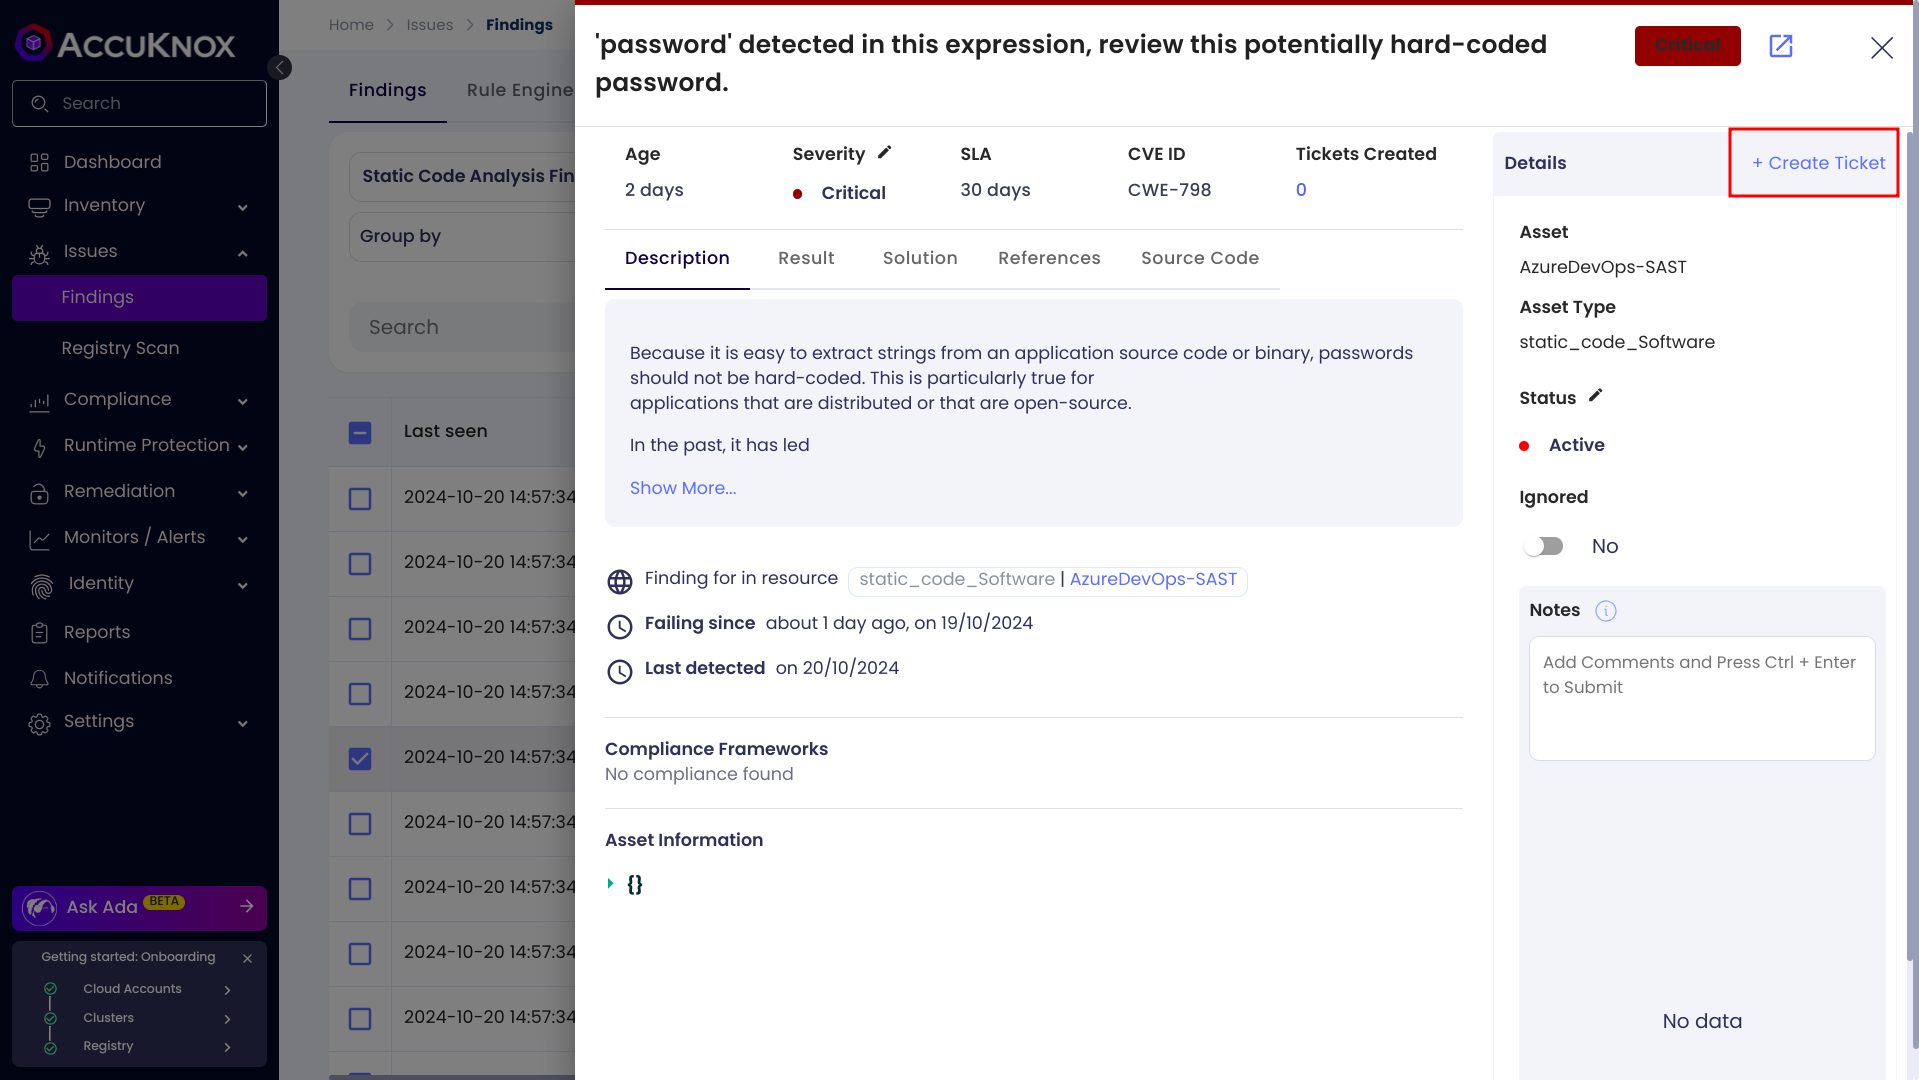 ACCUKNOX
Search
Dashboard
Inventory
Issues
Findings
Registry Scan
Compliance
Runtime Protection
Remediation
Monitors / Alerts
Identity
Reports
Notifications
Settings
Ask Ada BETA
Getting started: Onboarding
Cloud Accounts
Clusters
Registry
Home > Issues > Findings
Findings Rule Engine
Static Code Analysis Fin
Group by
Search
Last seen
2024-10-20 14:57:34
2024-10-20 14:57:34
2024-10-20 14:57:34
2024-10-20 14:57:34
2024-10-20 14:57:34
2024-10-20 14:57:34
2024-10-20 14:57:34
2024-10-20 14:57:34
2024-10-20 14:57:34
'password' detected in this expression, review this potentially hard-coded
password.
Critical
Age Severity SLA CVE ID Tickets Created
2 days Critical 30 days CWE-798 0
Description Result Solution References Source Code
Because it is easy to extract strings from an application source code or binary, passwords
should not be hard-coded. This is particularly true for
applications that are distributed or that are open-source.
In the past, it has led
Show More...
Finding for in resource static_code_Software | AzureDevOps-SAST
Failing since about 1 day ago, on 19/10/2024
Last detected on 20/10/2024
Compliance Frameworks
No compliance found
Asset Information
{}
Details + Create Ticket
Asset
AzureDevOps-SAST
Asset Type
static_code_Software
Status
Active
Ignored
No
Notes
Add Comments and Press Ctrl + Enter
to Submit
No data